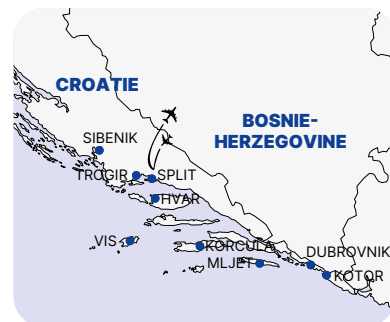 CROATIE
BOSNIE-
HERZEGOVINE
SIBENIK
TROGIR
SPLIT
HVAR
VIS
KORCULA
MLJET
DUBROVNIK
KOTOR